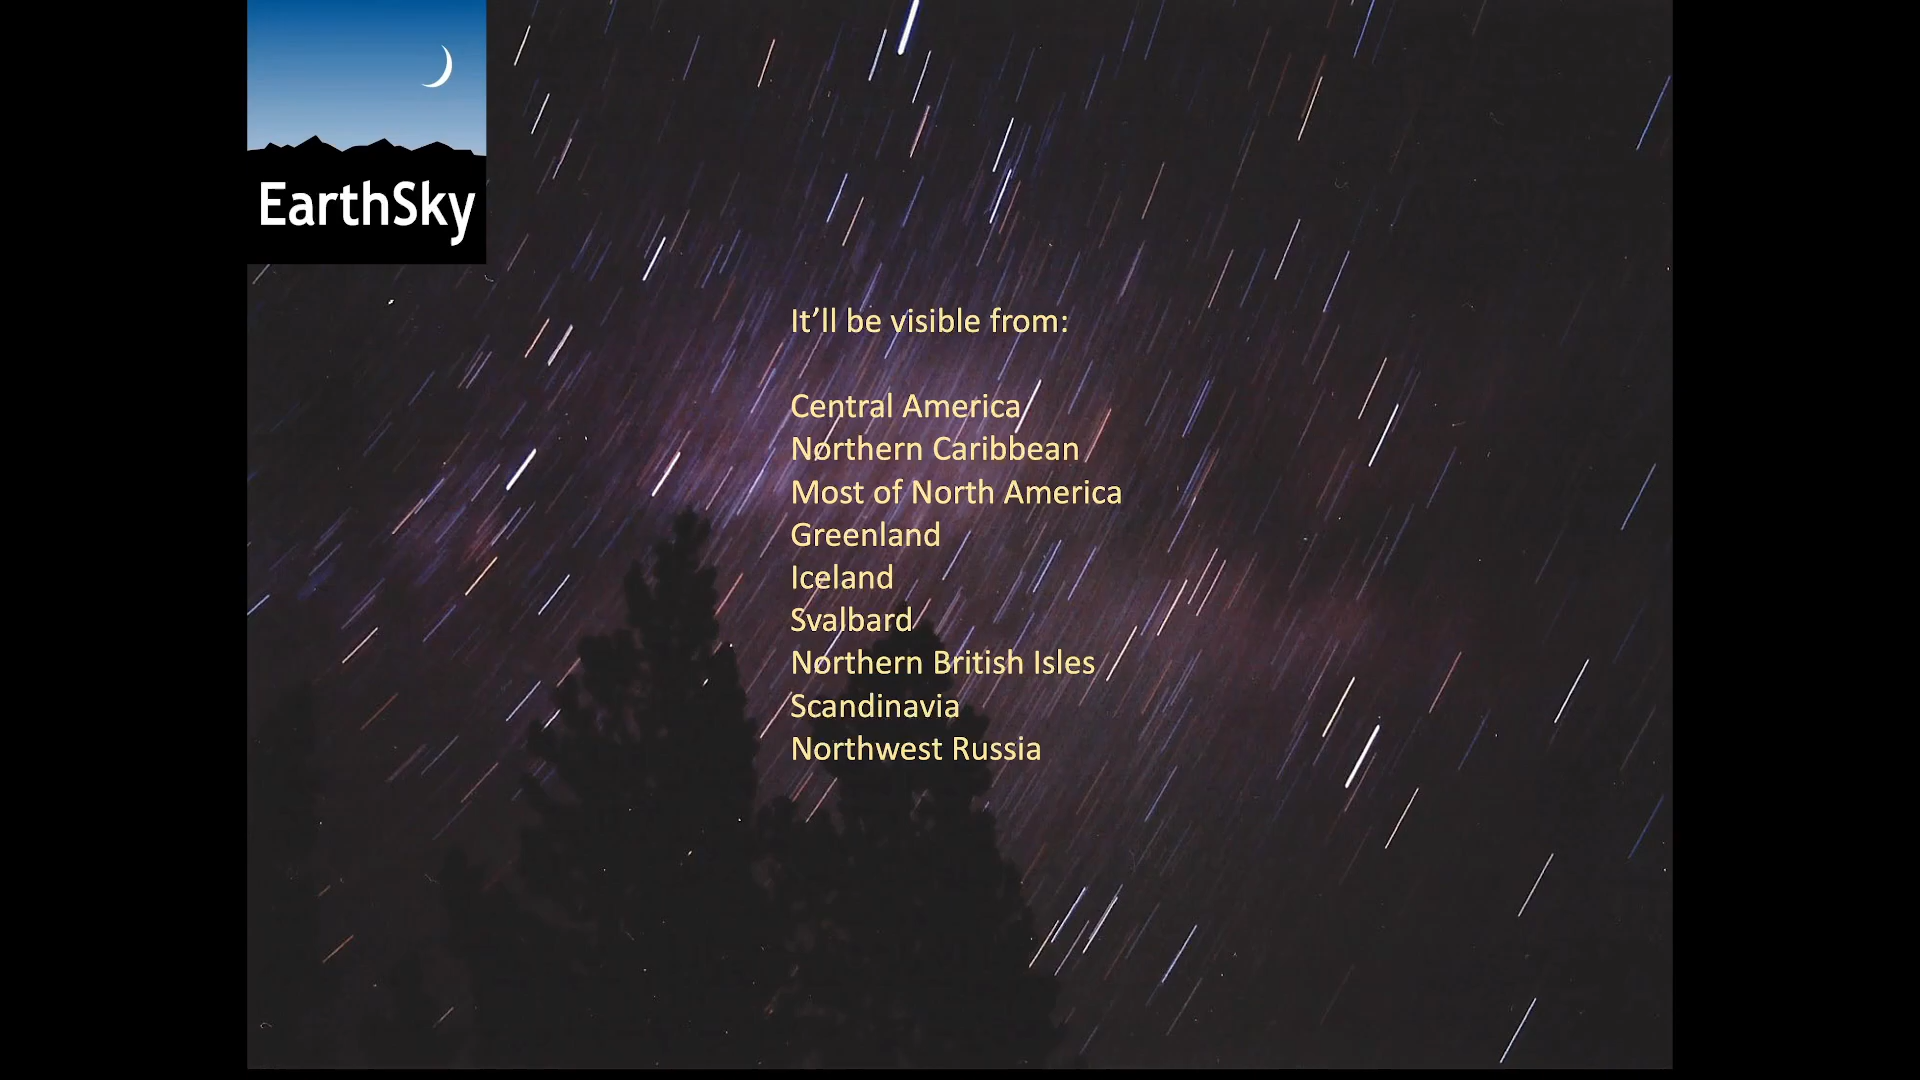 EarthSky
It’ll be visible from:
Central America
Northern Caribbean
Most of North America
Greenland
Iceland
Svalbard
Northern British Isles
Scandinavia
Northwest Russia